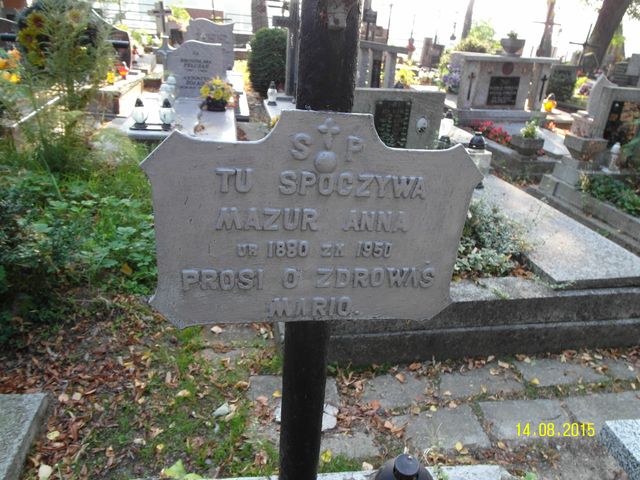 S P
TU SPOCZYWA
MAZUR ANNA
UR 1880 ZM 1950
PROSI O ZDROWAŚ
MARIO.
14.08.2015